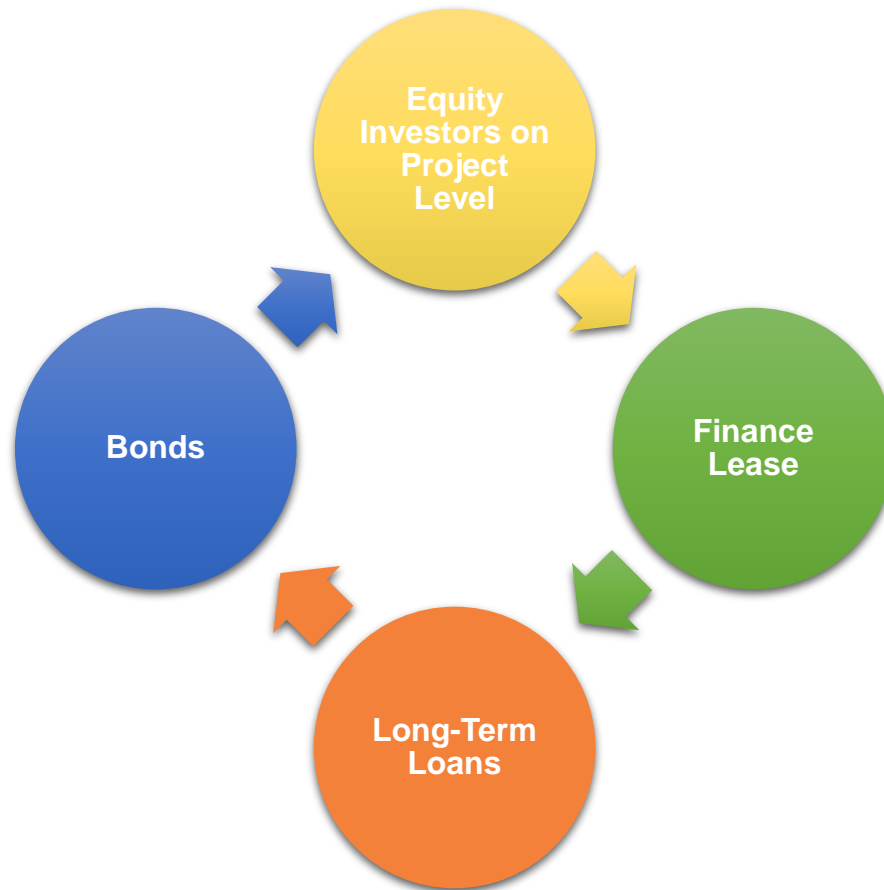 Equity
Investors on
Project
Level
Finance
Lease
Long-Term
Loans
Bonds